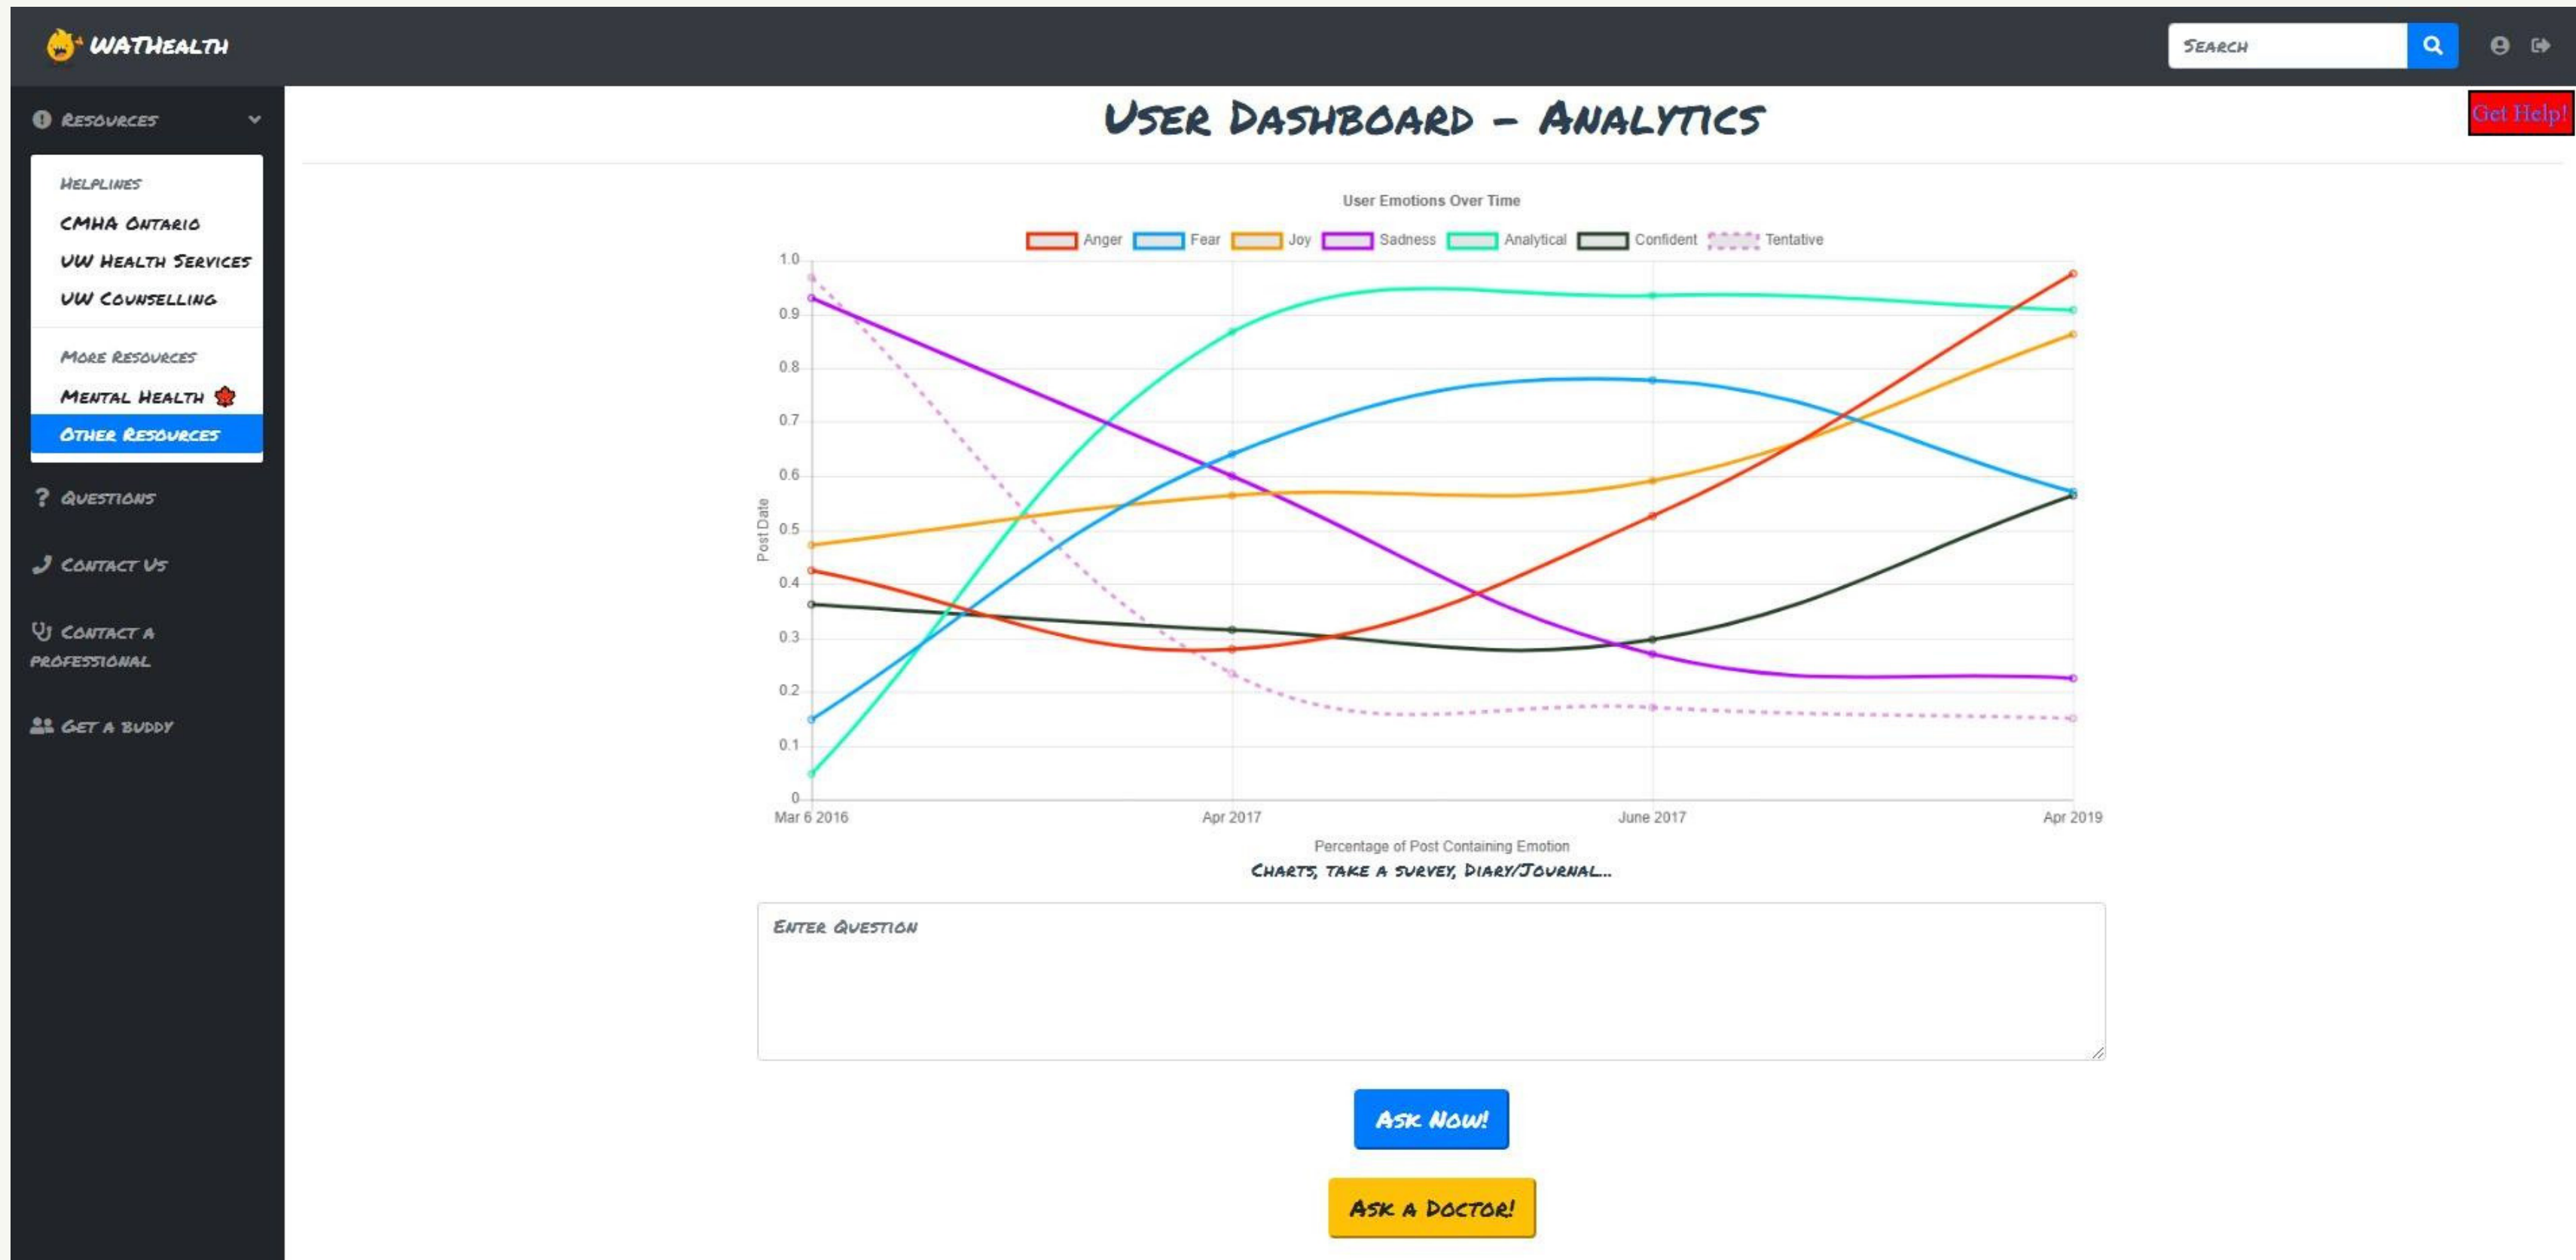 WATHealth
Search
Resources
Helplines
CMHA Ontario
UW Health Services
UW Counselling
More Resources
Mental Health
Other Resources
? Questions
Contact Us
Contact a
professional
Get a buddy
User Dashboard - Analytics
Get Help!
User Emotions Over Time
Anger Fear Joy Sadness Analytical Confident Tentative
1.0
0.9
0.8
0.7
0.6
0.5
0.4
0.3
0.2
0.1
0
Post Date
Mar 6 2016 Apr 2017 June 2017 Apr 2019
Percentage of Post Containing Emotion
Charts, take a survey, Diary/Journal...
Enter Question
Ask Now!
Ask a Doctor!